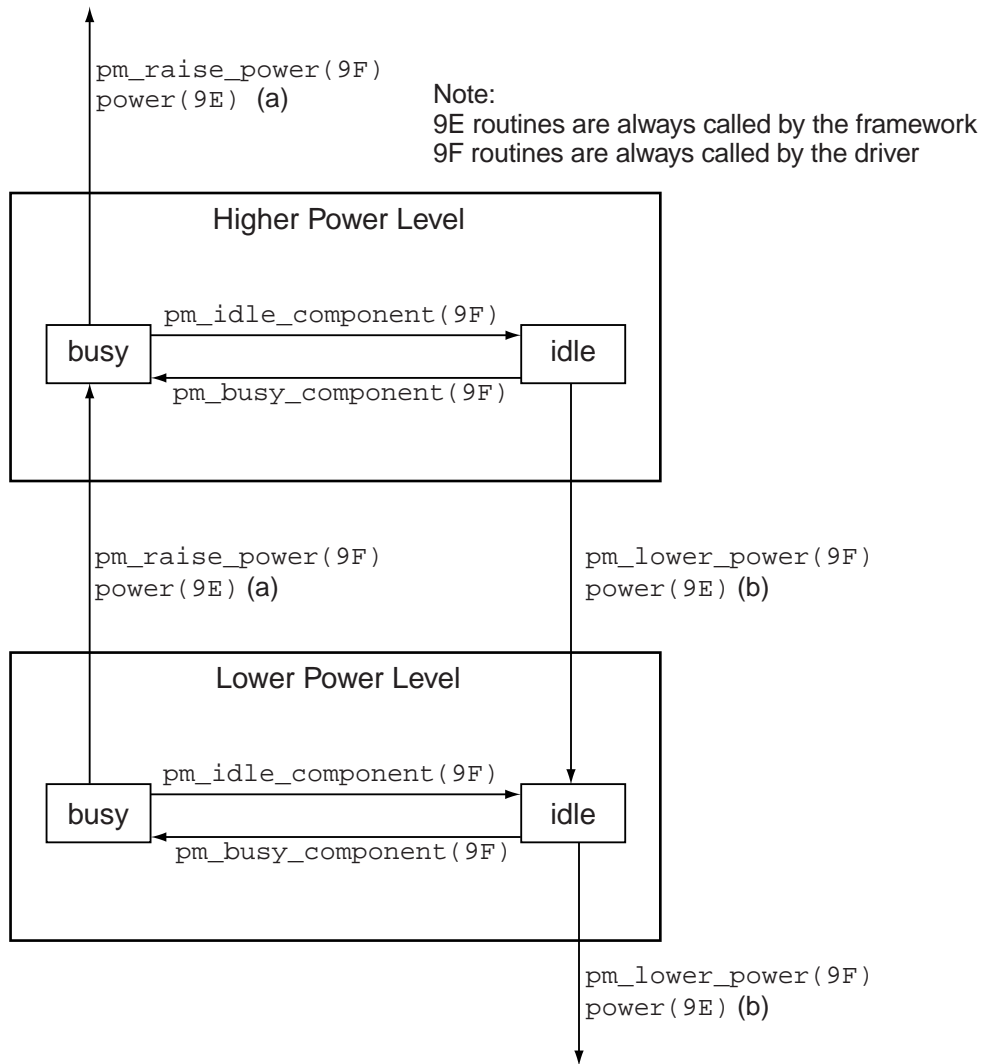 pm_raise_power(9F)
power(9E) (a)
Note:
9E routines are always called by the framework
9F routines are always called by the driver
Higher Power Level
pm_idle_component(9F)
busy
idle
pm_busy_component(9F)
pm_raise_power(9F)
power(9E) (a)
pm_lower_power(9F)
power(9E) (b)
Lower Power Level
pm_idle_component(9F)
busy
idle
pm_busy_component(9F)
pm_lower_power(9F)
power(9E) (b)